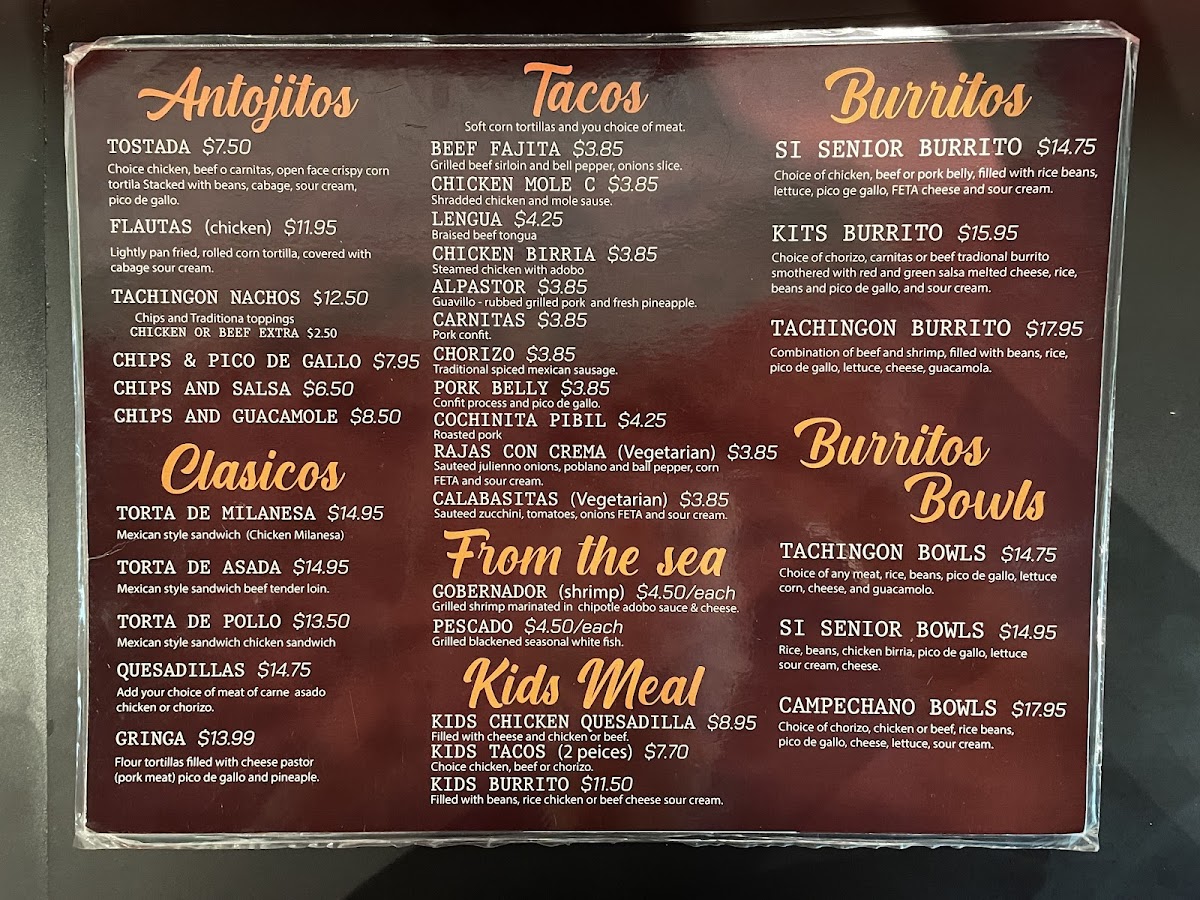 Antojitos
TOSTADA $7.50
Choice chicken, beef o carnitas, open face crispy corn
tortila Stacked with beans, cabage, sour cream,
pico de gallo.
FLAUTAS (chicken) $11.95
Lightly pan fried, rolled corn tortilla, covered with
cabage sour cream.
TACHINGON NACHOS $12.50
Chips and Traditiona toppings
CHICKEN OR BEEF EXTRA $2.50
CHIPS & PICO DE GALLO $7.95
CHIPS AND SALSA $6.50
CHIPS AND GUACAMOLE $8.50
Clasicos
TORTA DE MILANESA $14.95
Mexican style sandwich (Chicken Milanesa)
TORTA DE ASADA $14.95
Mexican style sandwich beef tender loin.
TORTA DE POLLO $13.50
Mexican style sandwich chicken sandwich
QUESADILLAS $14.75
Add your choice of meat of carne asado
chicken or chorizo.
GRINGA $13.99
Flour tortillas filled with cheese pastor
(pork meat) pico de gallo and pineaple.
Tacos
Soft corn tortillas and you choice of meat.
BEEF FAJITA $3.85
Grilled beef sirloin and bell pepper, onions slice.
CHICKEN MOLE C $3.85
Shradded chicken and mole sause.
LENGUA $4.25
Braised beef tongua
CHICKEN BIRRIA $3.85
Steamed chicken with adobo
ALPASTOR $3.85
Guavillo - rubbed grilled pork and fresh pineapple.
CARNITAS $3.85
Pork confit.
CHORIZO $3.85
Traditional spiced mexican sausage.
PORK BELLY $3.85
Confit process and pico de gallo.
COCHINITA PIBIL $4.25
Roasted pork
RAJAS CON CREMA (Vegetarian) $3.85
Sauteed julienno onions, poblano and ball pepper, corn
FETA and sour cream.
CALABASITAS (Vegetarian) $3.85
Sauteed zucchini, tomatoes, onions FETA and sour cream.
From the sea
GOBERNADOR (shrimp) $4.50/each
Grilled shrimp marinated in chipotle adobo sauce & cheese.
PESCADO $4.50/each
Grilled blackened seasonal white fish.
Kids Meal
KIDS CHICKEN QUESADILLA $8.95
Filled with cheese and chicken or beef.
KIDS TACOS (2 peices) $7.70
Choice chicken, beef or chorizo.
KIDS BURRITO $11.50
Filled with beans, rice chicken or beef cheese sour cream.
Burritos
SI SENIOR BURRITO $14.75
Choice of chicken, beef or pork belly, filled with rice beans,
lettuce, pico ge gallo, FETA cheese and sour cream.
KITS BURRITO $15.95
Choice of chorizo, carnitas or beef tradional burrito
smothered with red and green salsa melted cheese, rice,
beans and pico de gallo, and sour cream.
TACHINGON BURRITO $17.95
Combination of beef and shrimp, filled with beans, rice,
pico de gallo, lettuce, cheese, guacamola.
Burritos
Bowls
TACHINGON BOWLS $14.75
Choice of any meat, rice, beans, pico de gallo, lettuce
corn, cheese, and guacamolo.
SI SENIOR BOWLS $14.95
Rice, beans, chicken birria, pico de gallo, lettuce
sour cream, cheese.
CAMPECHANO BOWLS $17.95
Choice of chorizo, chicken or beef, rice beans,
pico de gallo, cheese, lettuce, sour cream.